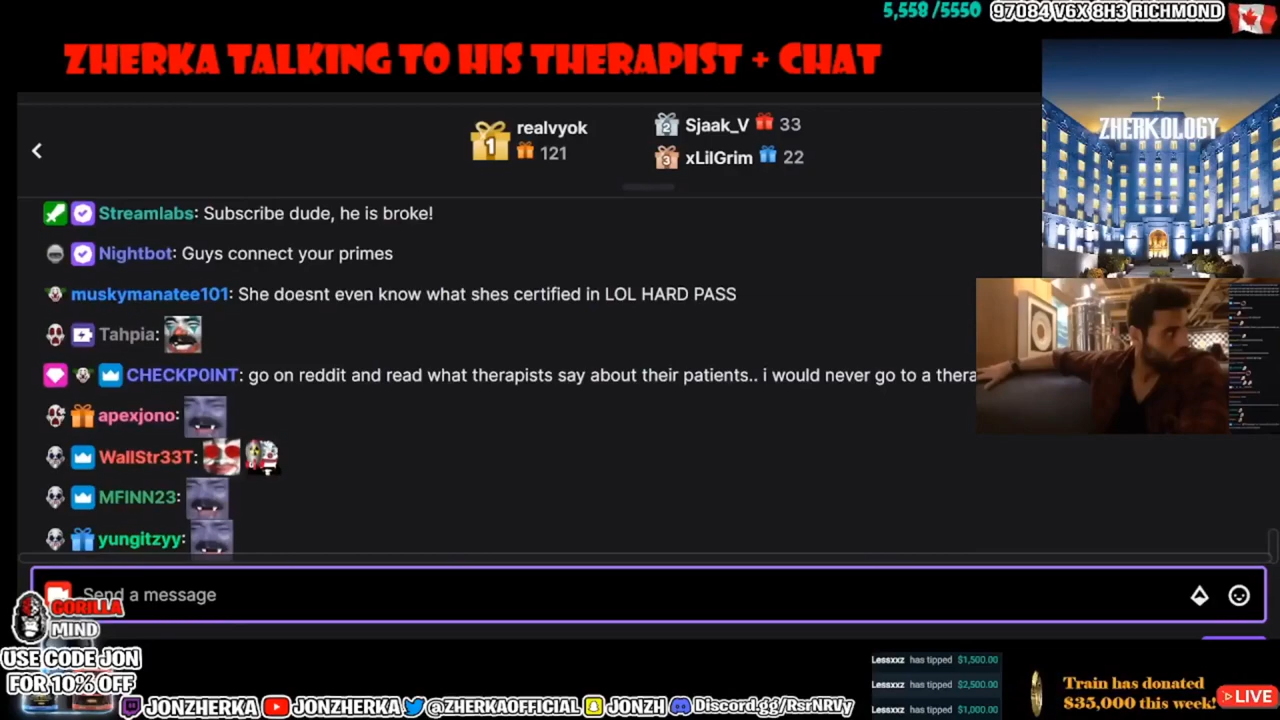 5,558 /5550
97084 V6X 8H3 RICHMOND
ZHERKA TALKING TO HIS THERAPIST + CHAT
ZHERKOLOGY
1 realvyok 121
2 Sjaak_V 33
3 xLilGrim 22
Streamlabs: Subscribe dude, he is broke!
Nightbot: Guys connect your primes
muskymanatee101: She doesnt even know what shes certified in LOL HARD PASS
Tahpia:
CHECKP0INT: go on reddit and read what therapists say about their patients.. i would never go to a thera
apexjono:
WallStr33T:
MFINN23:
yungitzyy:
Send a message
GORILLA
MIND
USE CODE JON
FOR 10% OFF
JONZHERKA JONZHERKA @ZHERKAOFFICIAL JONZH Discord.gg/RsrNRVy
Lessxxz has tipped $1,500.00
Lessxxz has tipped $2,500.00
Lessxxz has tipped $1,000.00
Train has donated
$35,000 this week!
LIVE